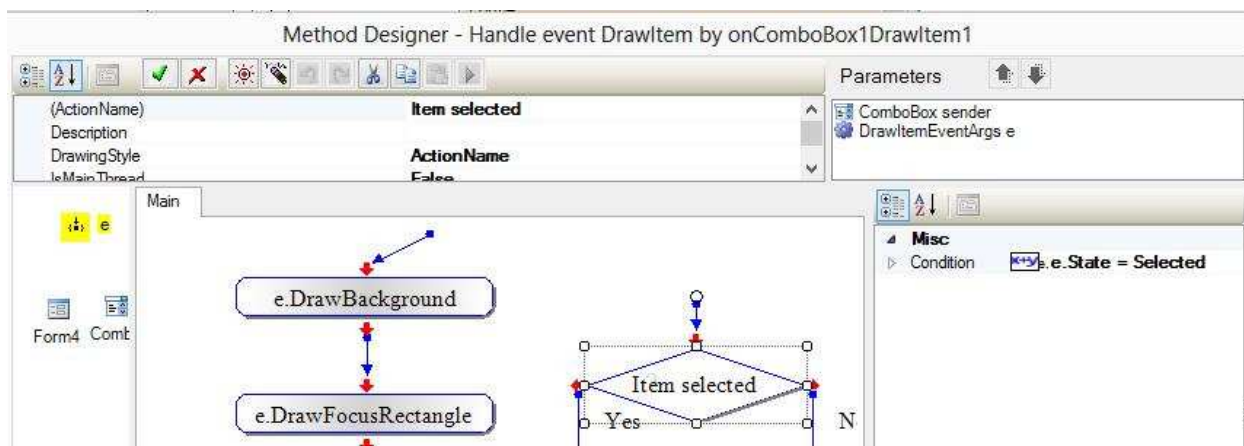 Method Designer - Handle event DrawItem by onComboBox1DrawItem1
Parameters
(ActionName) Item selected
Description
DrawingStyle ActionName
IsMainThread False
ComboBox sender
DrawItemEventArgs e
Main
e
Form4 Comb
e.DrawBackground
e.DrawFocusRectangle
Item selected
Yes N
Misc
Condition x+y e.e.State = Selected